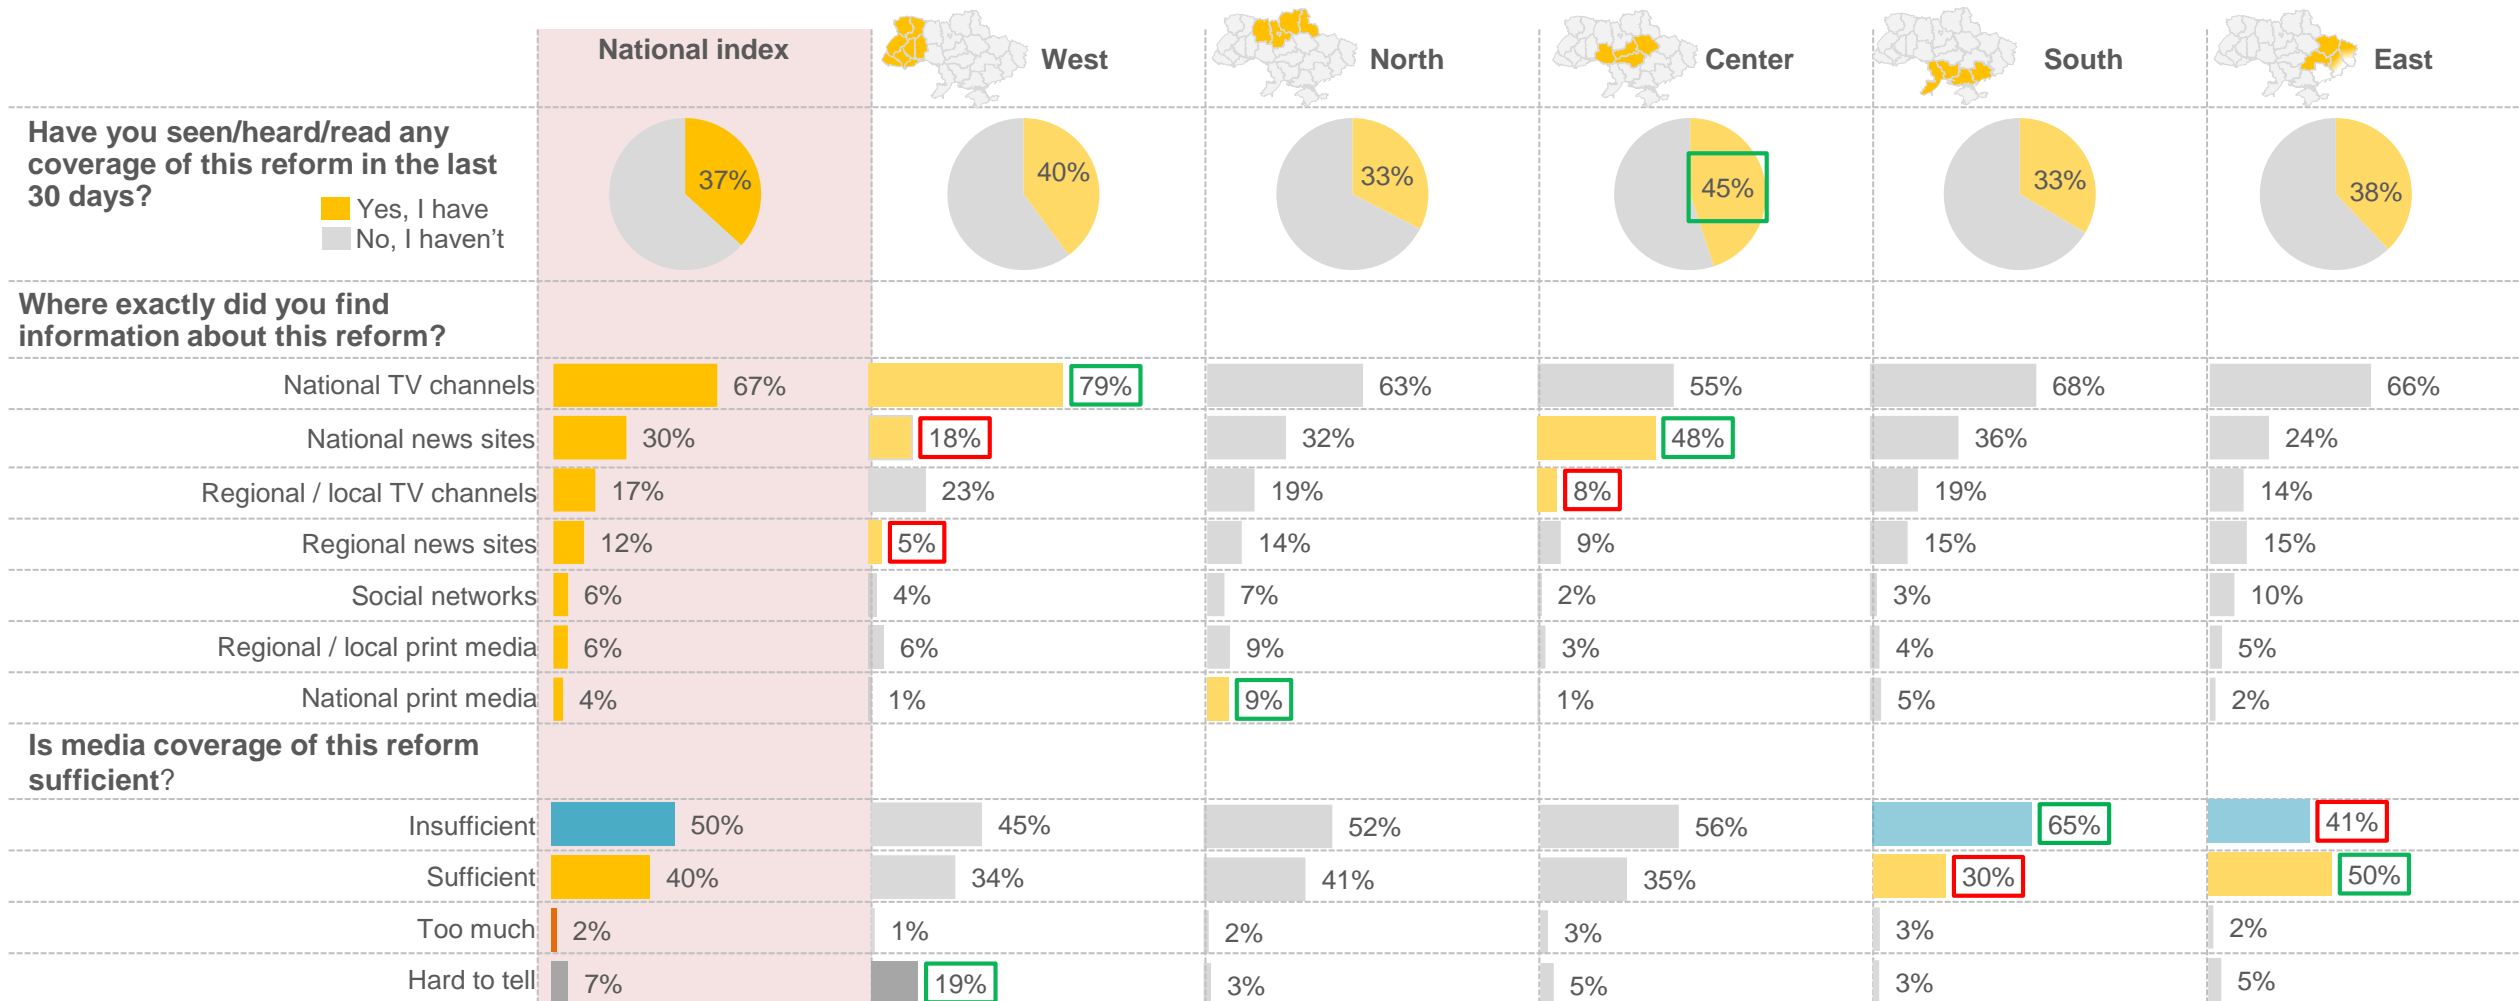 National index
West
North
Center
South
East
Have you seen/heard/read any
coverage of this reform in the last
30 days?
Yes, I have
No, I haven't
37%
40%
33%
45%
33%
38%
Where exactly did you find
information about this reform?
National TV channels 67% 79% 63% 55% 68% 66%
National news sites 30% 18% 32% 48% 36% 24%
Regional / local TV channels 17% 23% 19% 8% 19% 14%
Regional news sites 12% 5% 14% 9% 15% 15%
Social networks 6% 4% 7% 2% 3% 10%
Regional / local print media 6% 6% 9% 3% 4% 5%
National print media 4% 1% 9% 1% 5% 2%
Is media coverage of this reform
sufficient?
Insufficient 50% 45% 52% 56% 65% 41%
Sufficient 40% 34% 41% 35% 30% 50%
Too much 2% 1% 2% 3% 3% 2%
Hard to tell 7% 19% 3% 5% 3% 5%